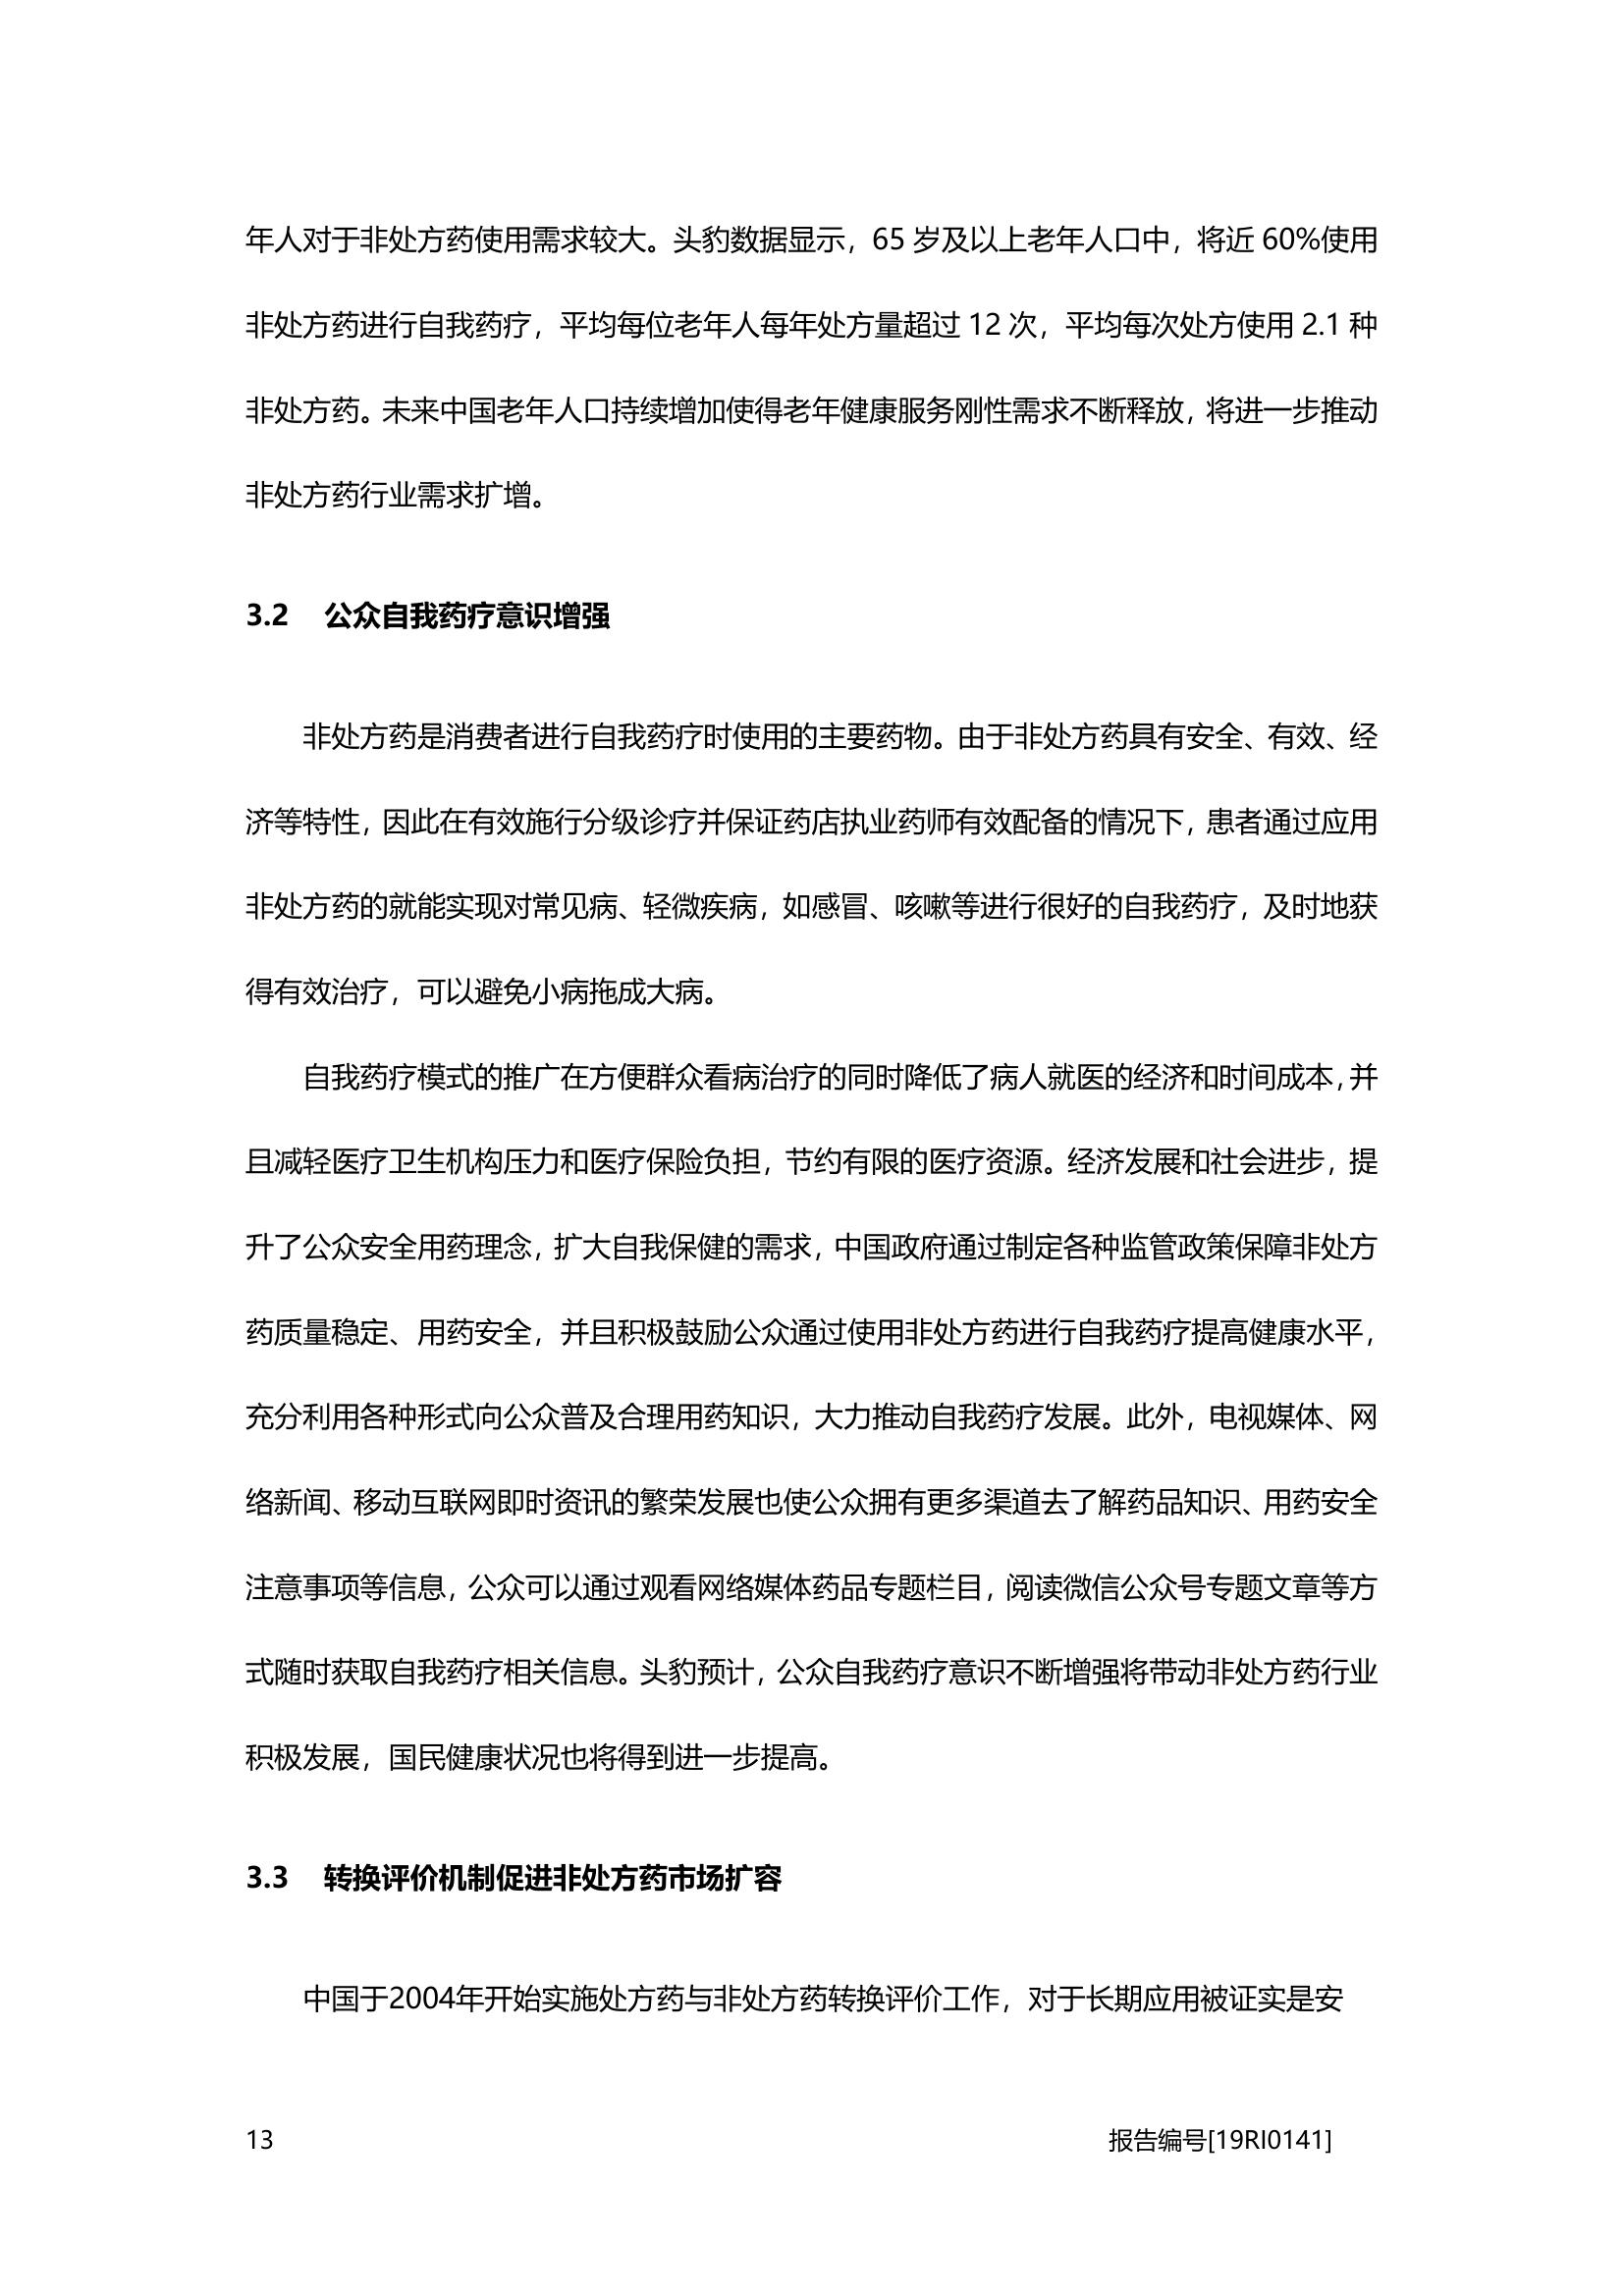 年人对于非处方药使用需求较大。头豹数据显示，65 岁及以上老年人口中，将近 60%使用
非处方药进行自我药疗，平均每位老年人每年处方量超过 12 次，平均每次处方使用 2.1 种
非处方药。未来中国老年人口持续增加使得老年健康服务刚性需求不断释放，将进一步推动
非处方药行业需求扩增。
3.2 公众自我药疗意识增强
非处方药是消费者进行自我药疗时使用的主要药物。由于非处方药具有安全、有效、经
济等特性，因此在有效施行分级诊疗并保证药店执业药师有效配备的情况下，患者通过应用
非处方药的就能实现对常见病、轻微疾病，如感冒、咳嗽等进行很好的自我药疗，及时地获
得有效治疗，可以避免小病拖成大病。
自我药疗模式的推广在方便群众看病治疗的同时降低了病人就医的经济和时间成本，并
且减轻医疗卫生机构压力和医疗保险负担，节约有限的医疗资源。经济发展和社会进步，提
升了公众安全用药理念，扩大自我保健的需求，中国政府通过制定各种监管政策保障非处方
药质量稳定、用药安全，并且积极鼓励公众通过使用非处方药进行自我药疗提高健康水平，
充分利用各种形式向公众普及合理用药知识，大力推动自我药疗发展。此外，电视媒体、网
络新闻、移动互联网即时资讯的繁荣发展也使公众拥有更多渠道去了解药品知识、用药安全
注意事项等信息，公众可以通过观看网络媒体药品专题栏目，阅读微信公众号专题文章等方
式随时获取自我药疗相关信息。头豹预计，公众自我药疗意识不断增强将带动非处方药行业
积极发展，国民健康状况也将得到进一步提高。
3.3 转换评价机制促进非处方药市场扩容
中国于2004年开始实施处方药与非处方药转换评价工作，对于长期应用被证实是安
13 报告编号[19RI0141]